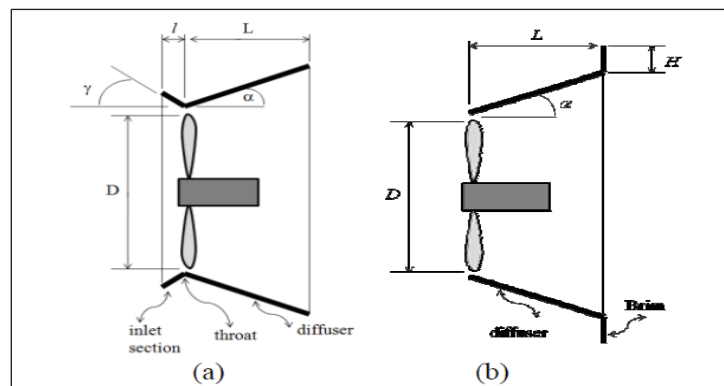 l
L
γ
α
D
inlet
section
throat
diffuser
(a)
L
H
α
D
diffuser
Brim
(b)